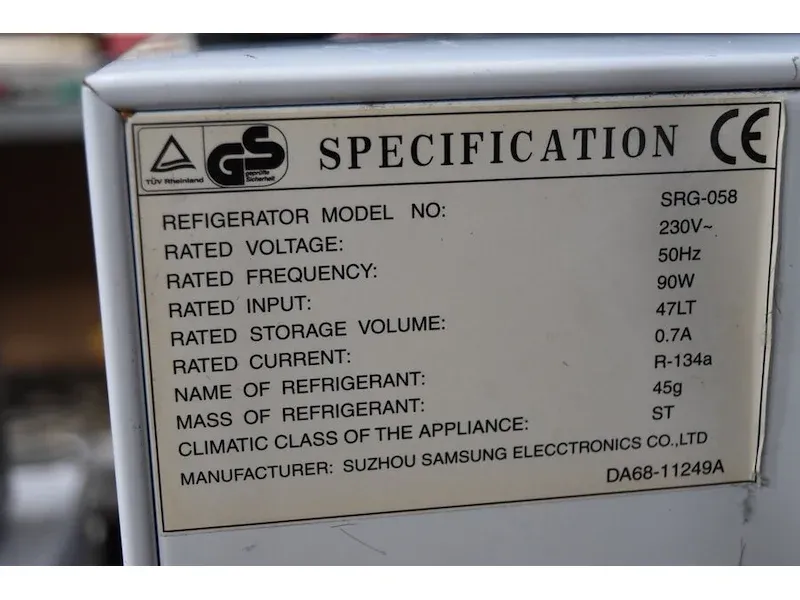 TÜV Rheinland
GS geprüfte Sicherheit
SPECIFICATION CE
REFIGERATOR MODEL NO: SRG-058
RATED VOLTAGE: 230V~
RATED FREQUENCY: 50Hz
RATED INPUT: 90W
RATED STORAGE VOLUME: 47LT
RATED CURRENT: 0.7A
NAME OF REFRIGERANT: R-134a
MASS OF REFRIGERANT: 45g
CLIMATIC CLASS OF THE APPLIANCE: ST
MANUFACTURER: SUZHOU SAMSUNG ELECCTRONICS CO.,LTD
DA68-11249A